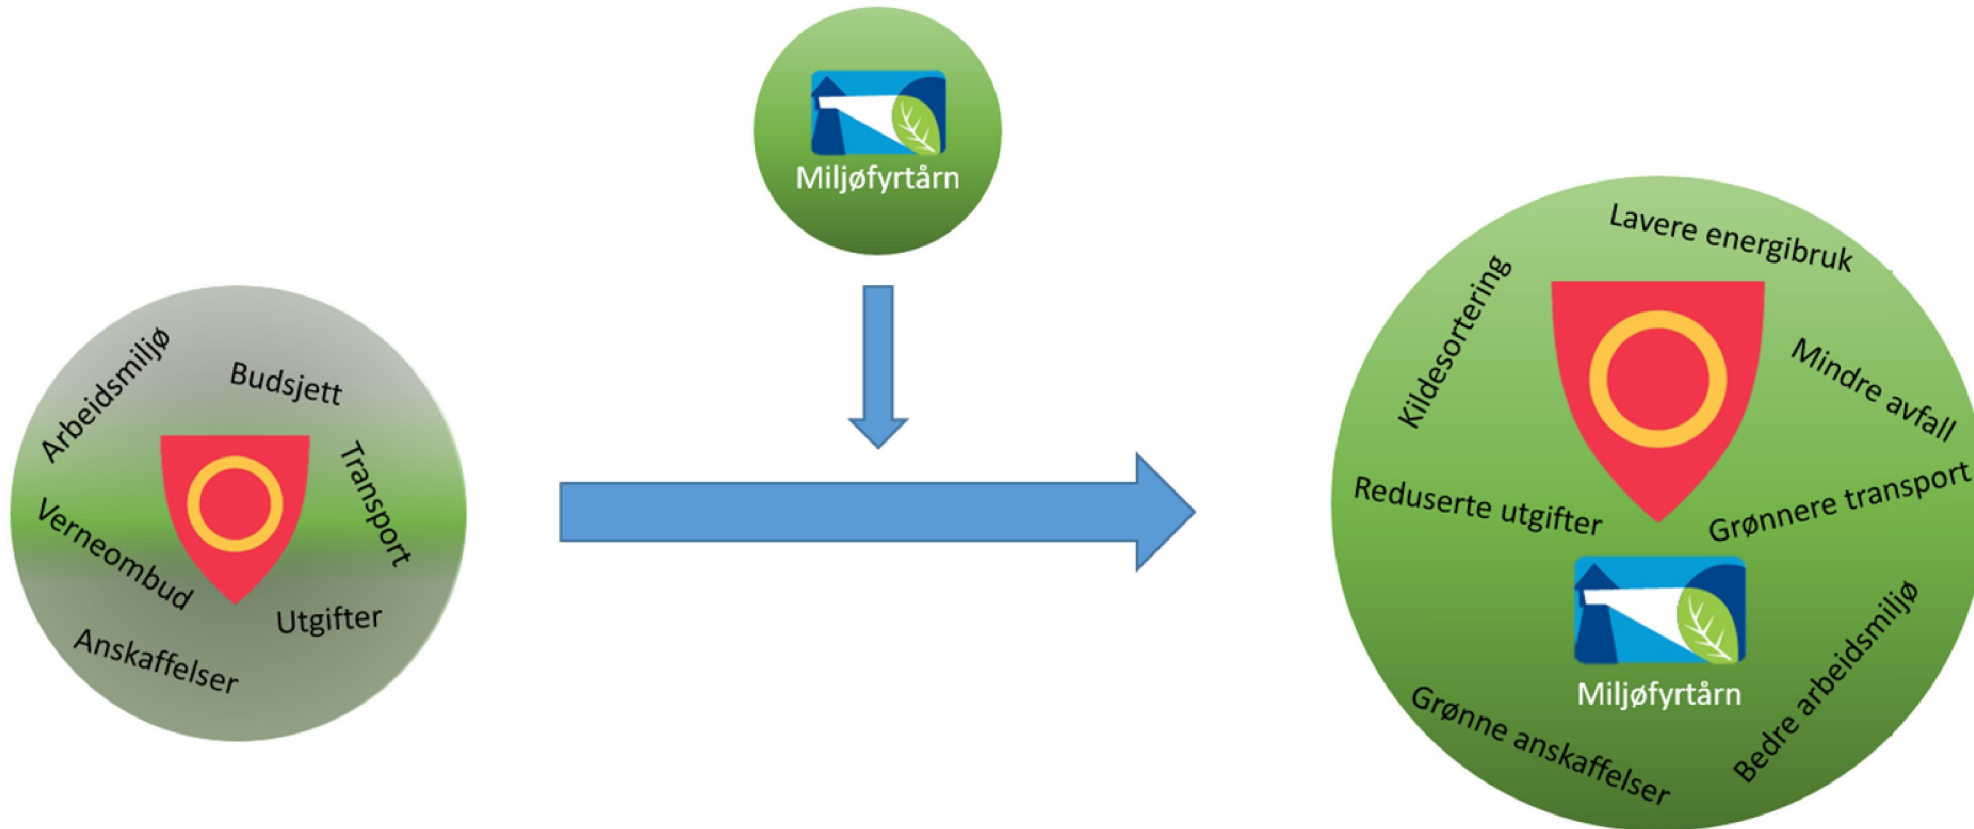 Miljøfyrtårn
Arbeidsmiljø
Budsjett
Transport
Verneombud
Utgifter
Anskaffelser
Lavere energibruk
Kildesortering
Mindre avfall
Reduserte utgifter
Grønnere transport
Miljøfyrtårn
Grønne anskaffelser
Bedre arbeidsmiljø